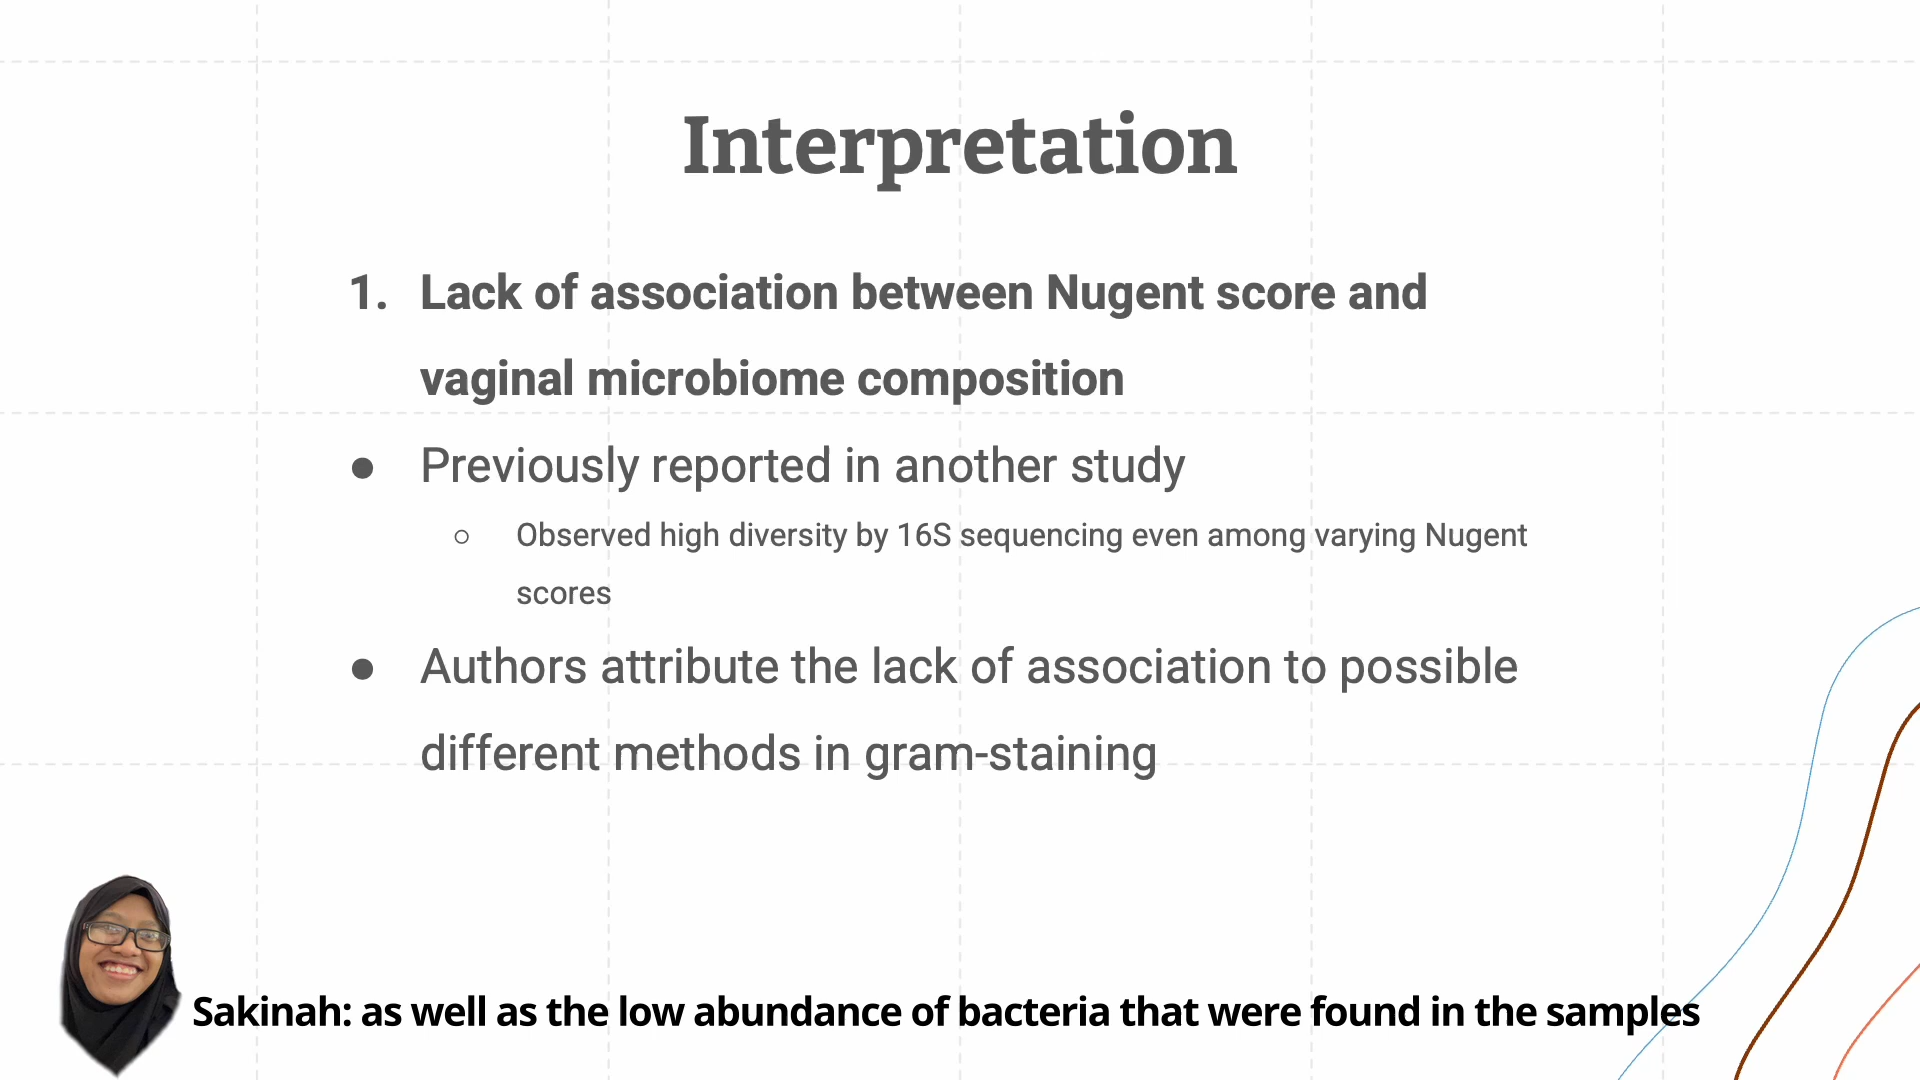 Interpretation
1. Lack of association between Nugent score and
vaginal microbiome composition
● Previously reported in another study
○ Observed high diversity by 16S sequencing even among varying Nugent
scores
● Authors attribute the lack of association to possible
different methods in gram-staining
Sakinah: as well as the low abundance of bacteria that were found in the samples